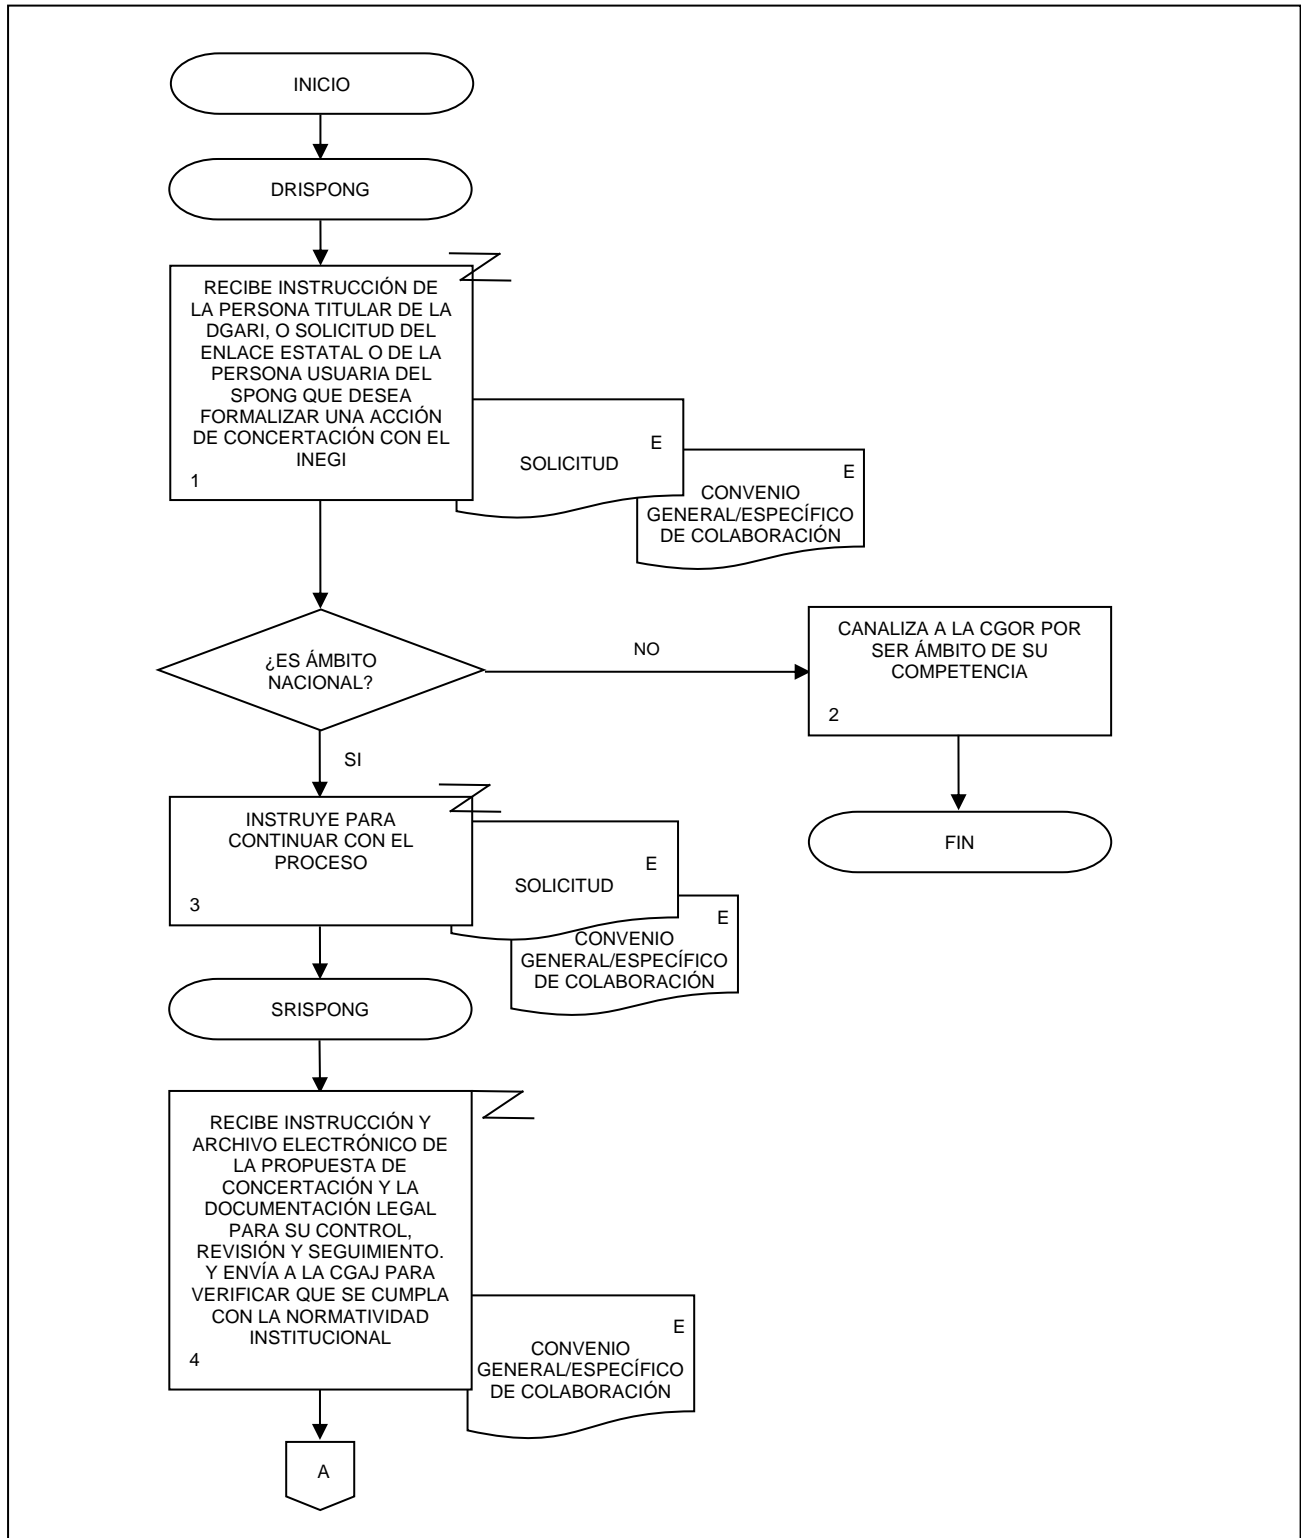 INICIO
DRISPONG
RECIBE INSTRUCCIÓN DE
LA PERSONA TITULAR DE LA
DGARI, O SOLICITUD DEL
ENLACE ESTATAL O DE LA
PERSONA USUARIA DEL
SPONG QUE DESEA
FORMALIZAR UNA ACCIÓN
DE CONCERTACIÓN CON EL
INEGI
1
E
SOLICITUD
E
CONVENIO
GENERAL/ESPECÍFICO
DE COLABORACIÓN
¿ES ÁMBITO
NACIONAL?
NO
CANALIZA A LA CGOR POR
SER ÁMBITO DE SU
COMPETENCIA
2
FIN
SI
INSTRUYE PARA
CONTINUAR CON EL
PROCESO
3
E
SOLICITUD
E
CONVENIO
GENERAL/ESPECÍFICO
DE COLABORACIÓN
SRISPONG
RECIBE INSTRUCCIÓN Y
ARCHIVO ELECTRÓNICO DE
LA PROPUESTA DE
CONCERTACIÓN Y LA
DOCUMENTACIÓN LEGAL
PARA SU CONTROL,
REVISIÓN Y SEGUIMIENTO.
Y ENVÍA A LA CGAJ PARA
VERIFICAR QUE SE CUMPLA
CON LA NORMATIVIDAD
INSTITUCIONAL
4
E
CONVENIO
GENERAL/ESPECÍFICO
DE COLABORACIÓN
A